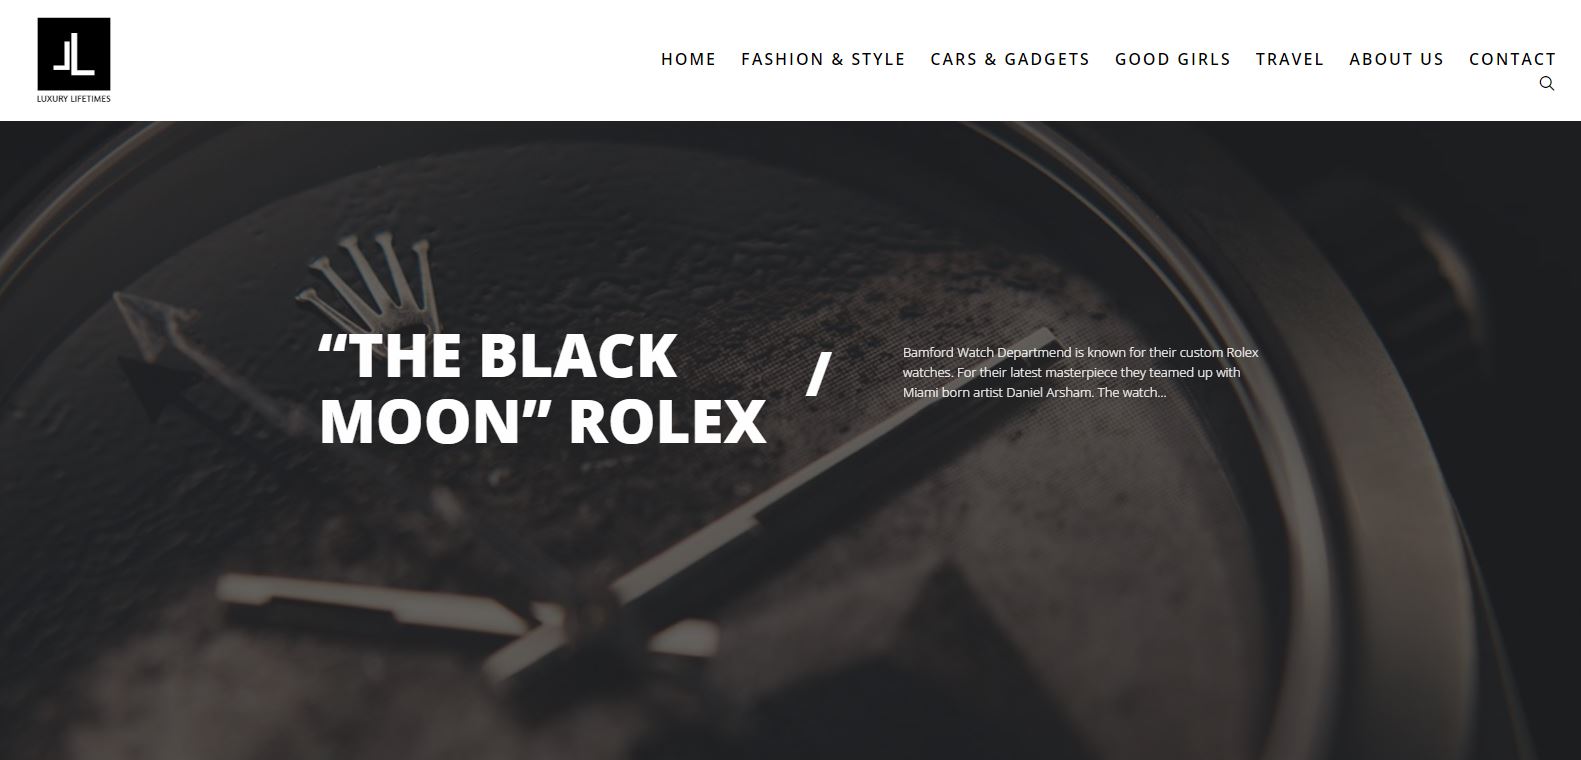 LUXURY LIFETIMES
HOME FASHION & STYLE CARS & GADGETS GOOD GIRLS TRAVEL ABOUT US CONTACT
“THE BLACK
MOON” ROLEX
/
Bamford Watch Departmend is known for their custom Rolex
watches. For their latest masterpiece they teamed up with
Miami born artist Daniel Arsham. The watch...